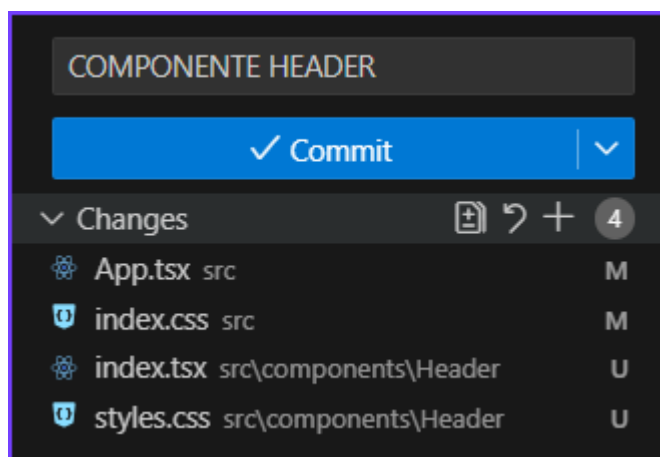 COMPONENTE HEADER
Commit
Changes 4
App.tsx src M
index.css src M
index.tsx src\components\Header U
styles.css src\components\Header U